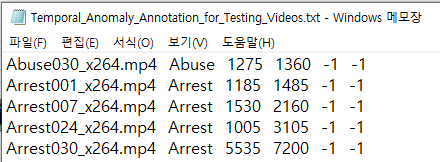 Temporal_Anomaly_Annotation_for_Testing_Videos.txt - Windows 메모장
파일(F) 편집(E) 서식(O) 보기(V) 도움말(H)
Abuse030_x264.mp4 Abuse 1275 1360 -1 -1
Arrest001_x264.mp4 Arrest 1185 1485 -1 -1
Arrest007_x264.mp4 Arrest 1530 2160 -1 -1
Arrest024_x264.mp4 Arrest 1005 3105 -1 -1
Arrest030_x264.mp4 Arrest 5535 7200 -1 -1